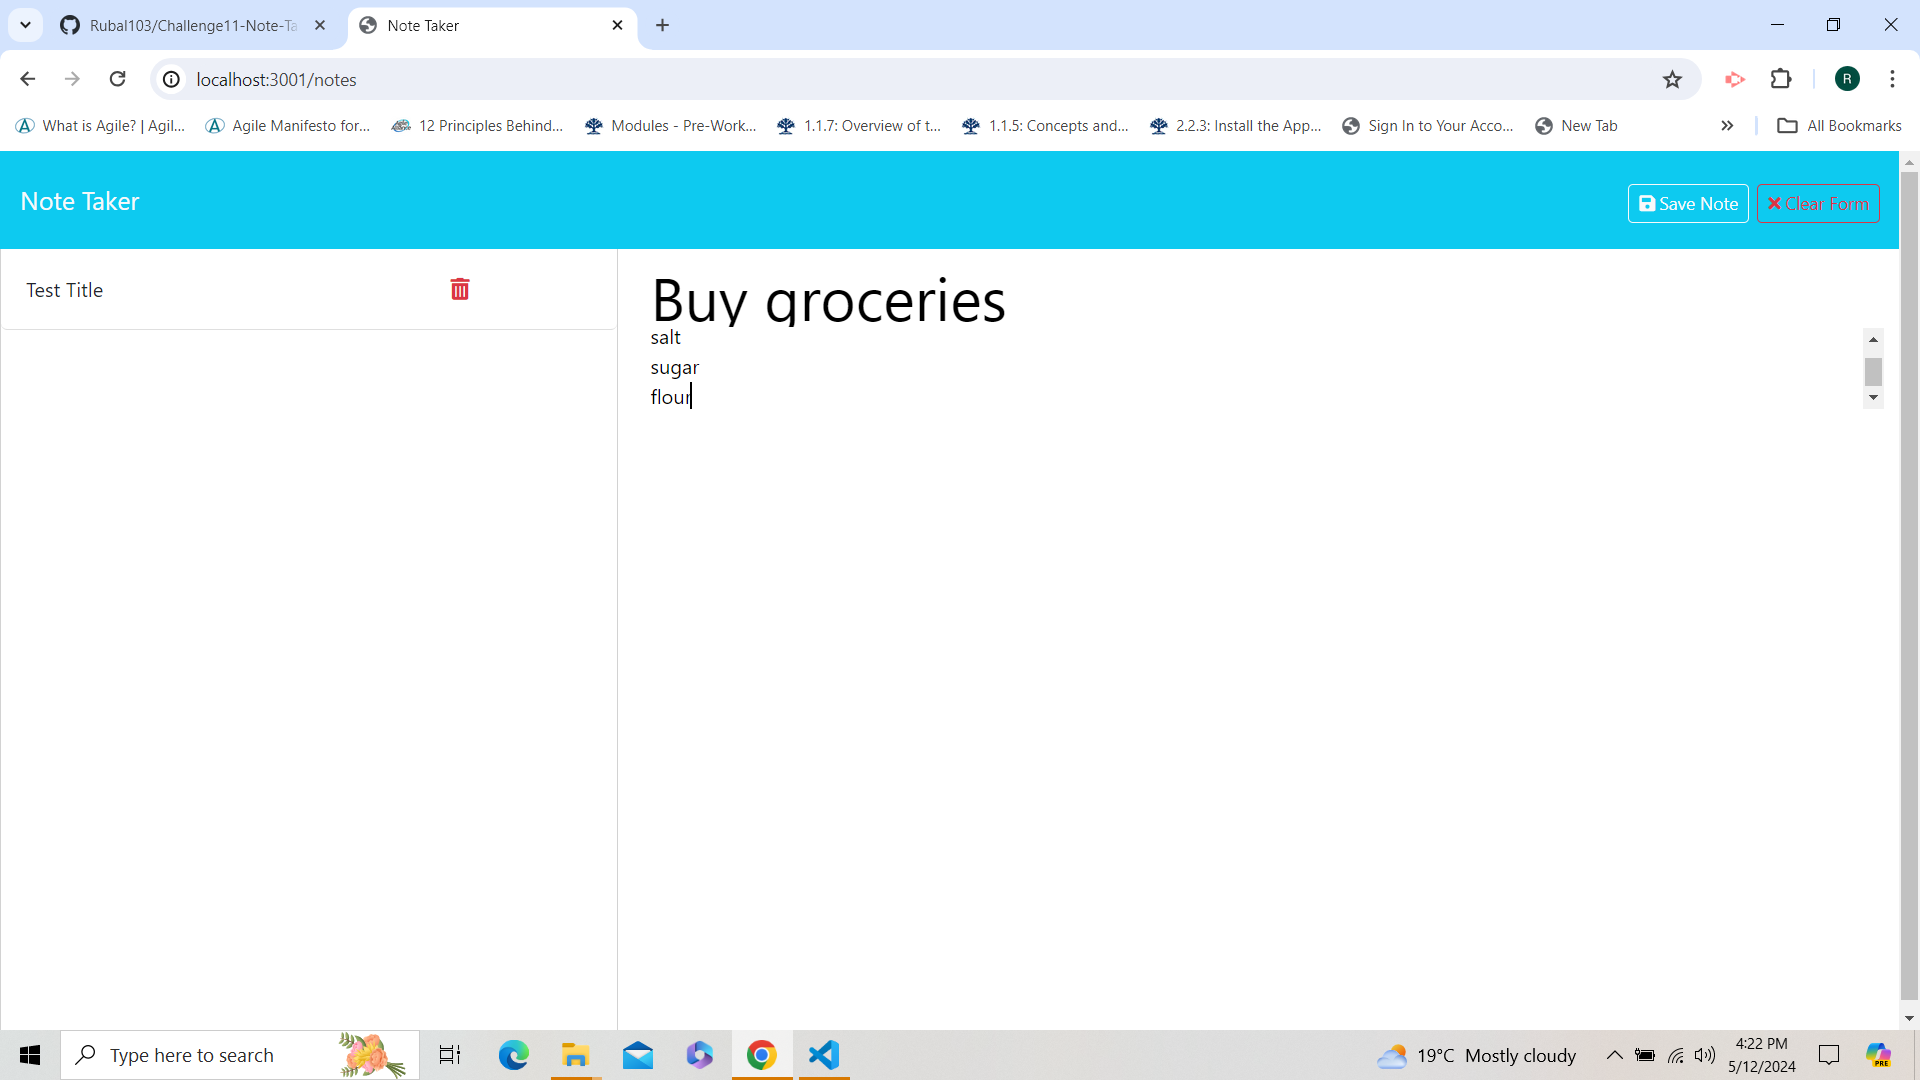 Rubal103/Challenge11-Note-Ta
Note Taker
localhost:3001/notes
R
What is Agile? | Agil...
Agile Manifesto for...
12 Principles Behind...
Modules - Pre-Work...
1.1.7: Overview of t...
1.1.5: Concepts and...
2.2.3: Install the App...
Sign In to Your Acco...
New Tab
All Bookmarks
Note Taker
Save Note
Clear Form
Test Title
Buy groceries
salt
sugar
flour
Type here to search
19°C Mostly cloudy
4:22 PM
5/12/2024
PRE